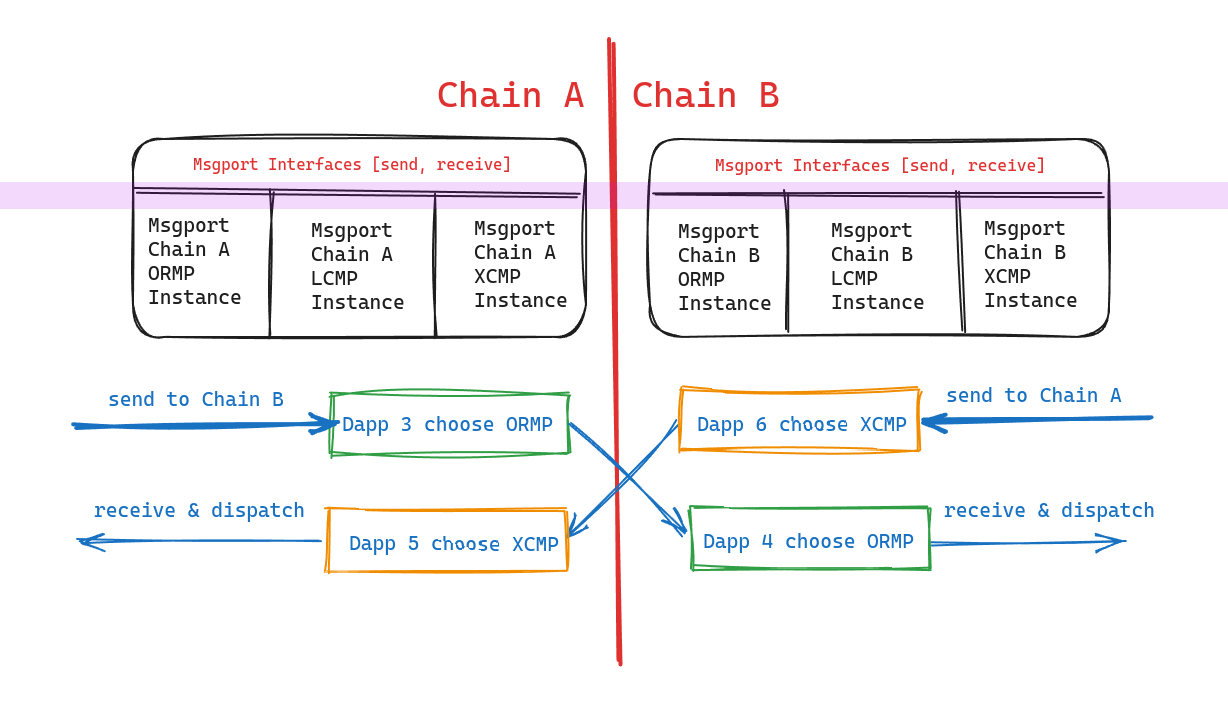 Chain A
Chain B
Msgport Interfaces [send, receive]
Msgport
Chain A
ORMP
Instance
Msgport
Chain A
LCMP
Instance
Msgport
Chain A
XCMP
Instance
Msgport Interfaces [send, receive]
Msgport
Chain B
ORMP
Instance
Msgport
Chain B
LCMP
Instance
Msgport
Chain B
XCMP
Instance
send to Chain B
Dapp 3 choose ORMP
Dapp 6 choose XCMP
send to Chain A
receive & dispatch
Dapp 5 choose XCMP
Dapp 4 choose ORMP
receive & dispatch